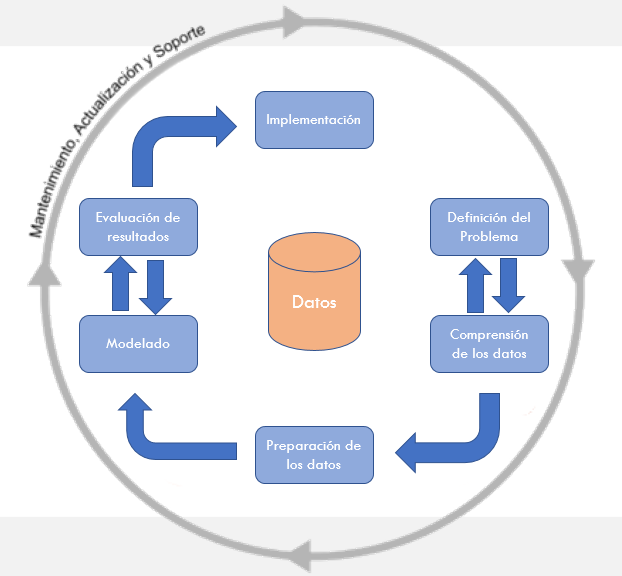 Mantenimiento, Actualización y Soporte
Implementación
Evaluación de
resultados
Definición del
Problema
Datos
Modelado
Comprensión
de los datos
Preparación de
los datos